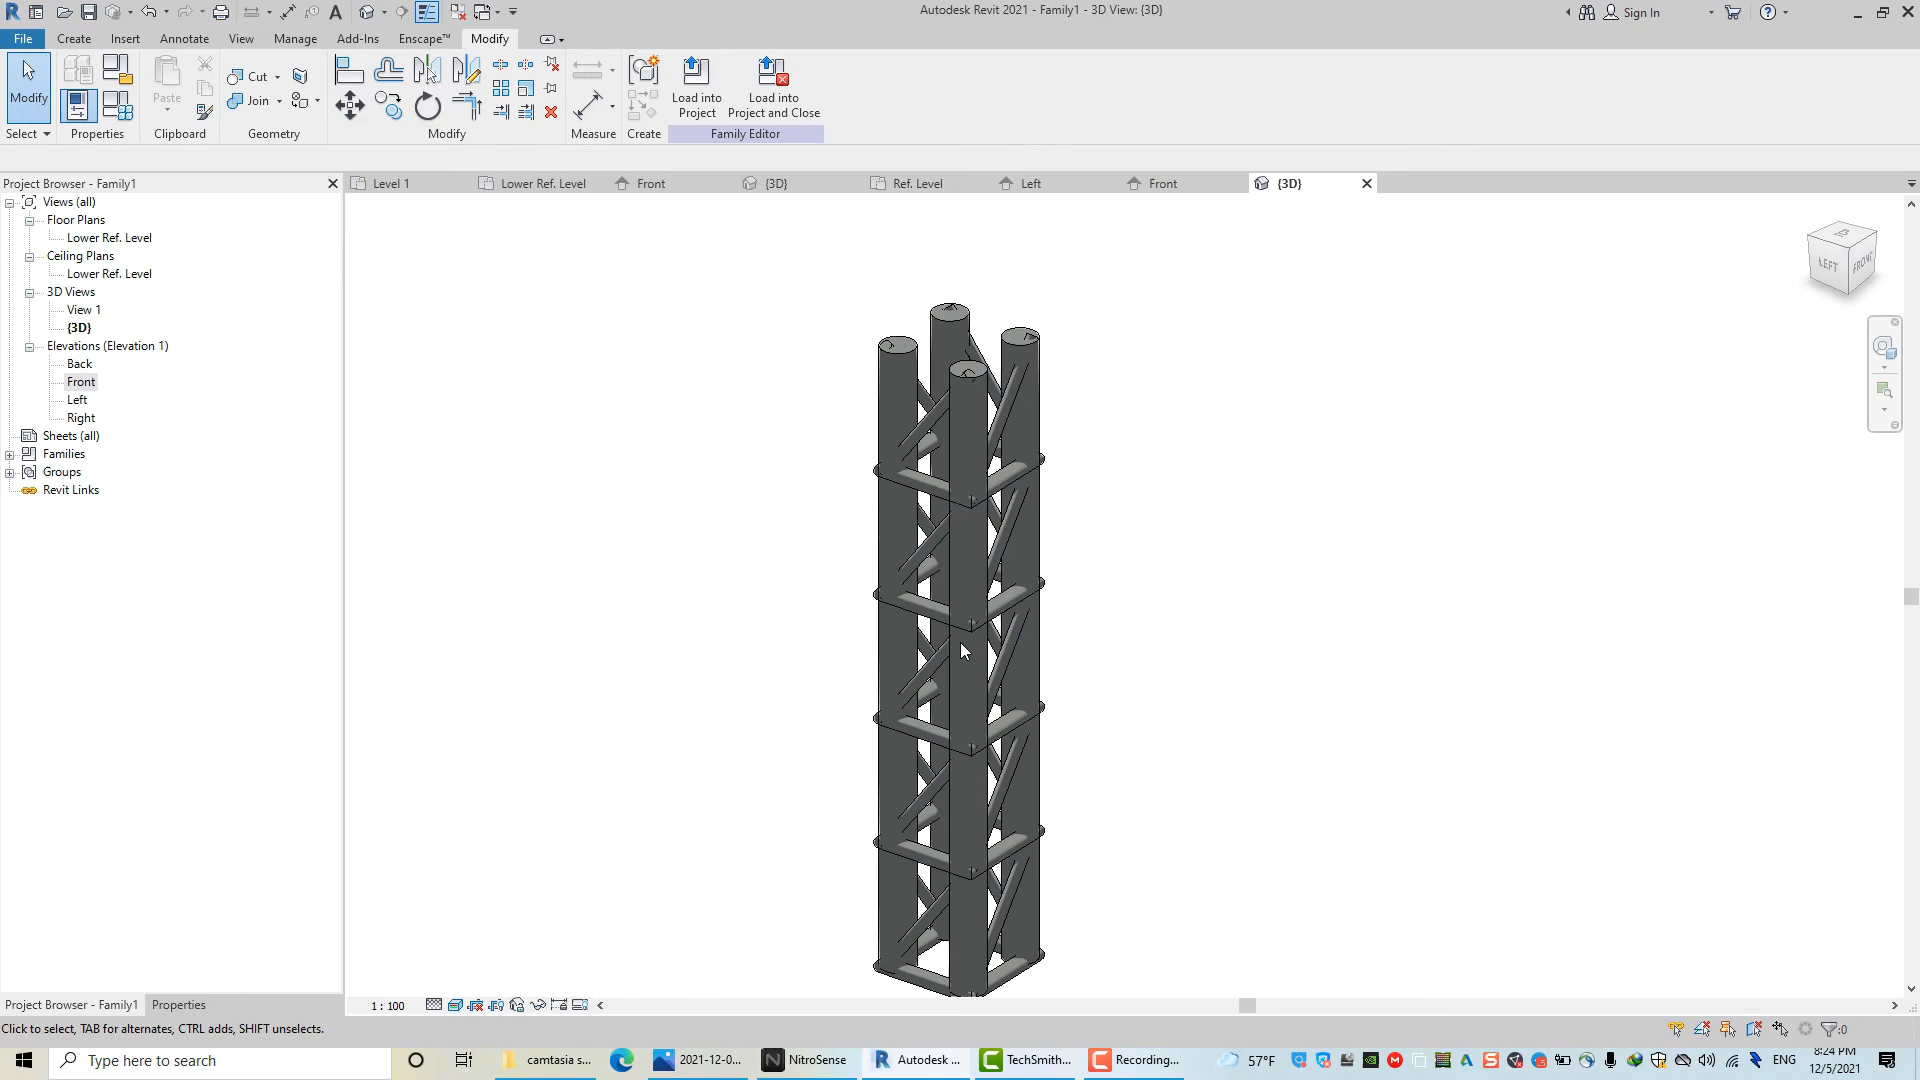 Autodesk Revit 2021 - Family1 - 3D View: {3D}
Sign In
File Create Insert Annotate View Manage Add-Ins Escape™ Modify
Modify
Paste
Cut
Join
Load into
Project
Load into
Project and Close
Select Properties Clipboard Geometry Modify Measure Create Family Editor
Project Browser - Family1
Level 1 Lower Ref. Level Front {3D} Ref. Level Left Front {3D}
Views (all)
Floor Plans
Lower Ref. Level
Ceiling Plans
Lower Ref. Level
3D Views
View 1
{3D}
Elevations (Elevation 1)
Back
Front
Left
Right
Sheets (all)
Families
Groups
Revit Links
LEFT FRONT
Project Browser - Family1 Properties
1 : 100
Click to select, TAB for alternates, CTRL adds, SHIFT unselects.
:0
Type here to search
camtasia s...
2021-12-0...
NitroSense
Autodesk ...
TechSmith...
Recording...
57°F
ENG
8:24 PM
12/5/2021